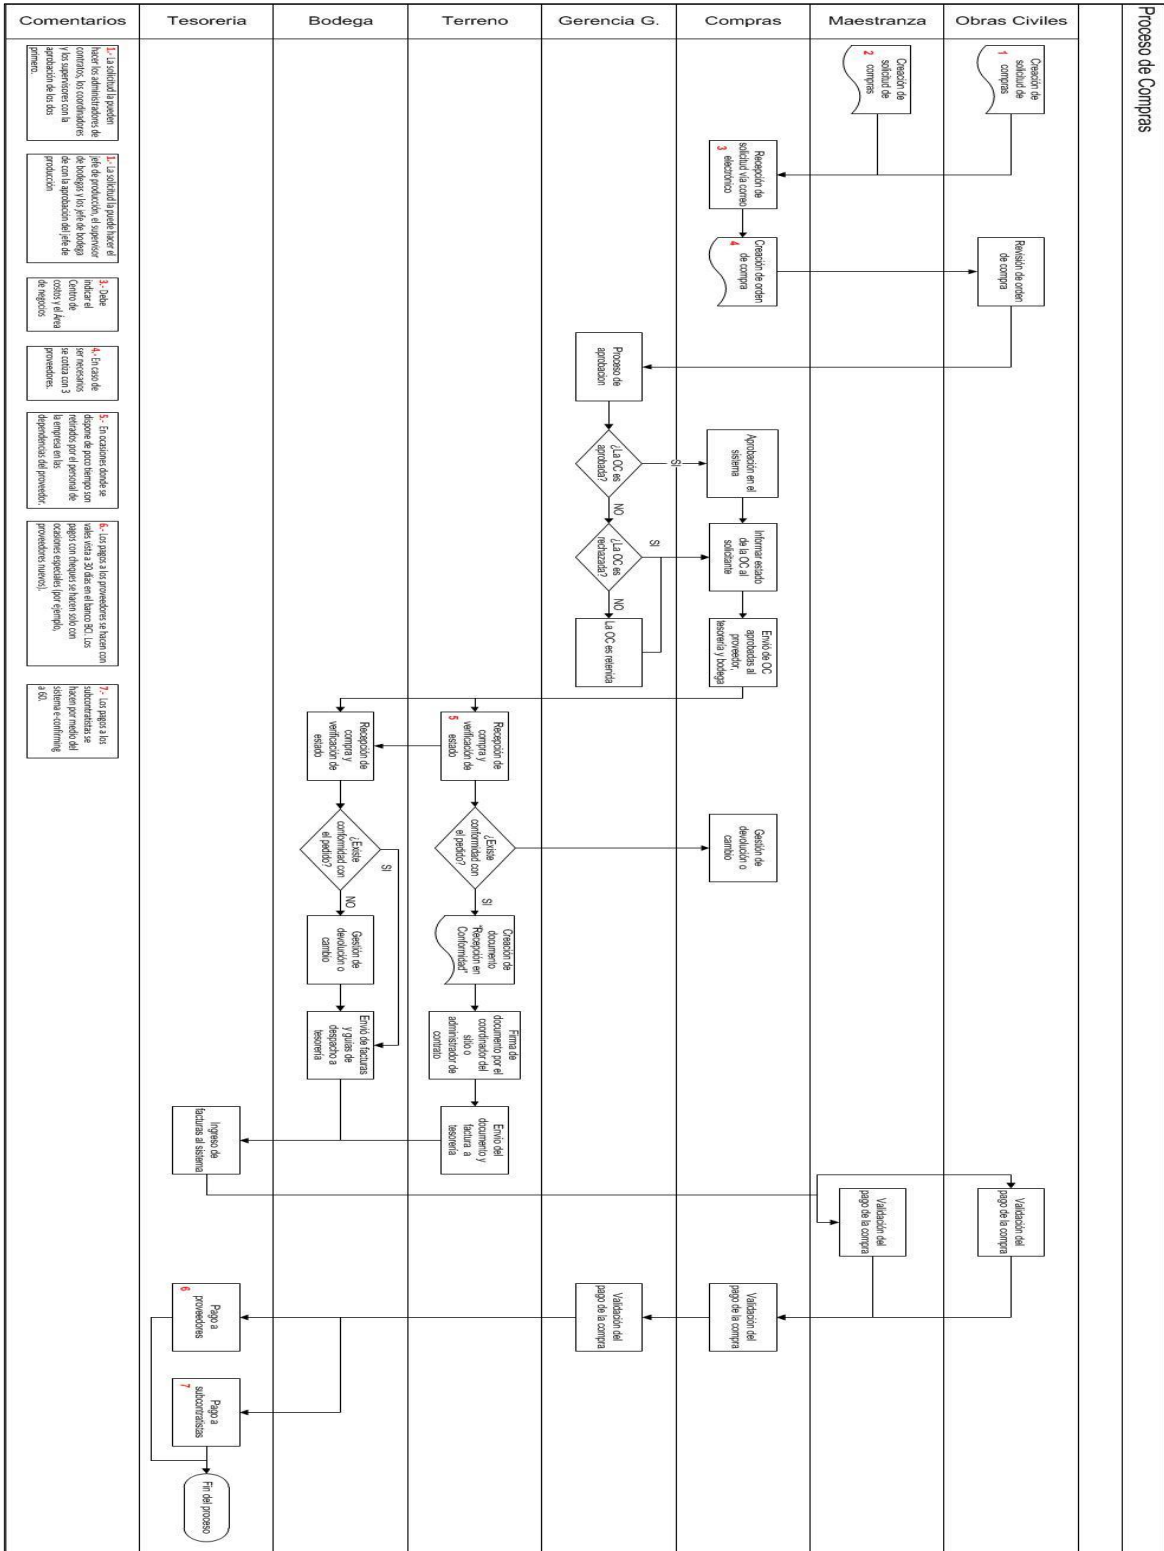 Proceso de Compras
Comentarios
Tesoreria
Bodega
Terreno
Gerencia G.
Compras
Maestranza
Obras Civiles
Creación de
solicitud de
1 compras
Creación de
solicitud de
2 compras
Recepción de
solicitud vía correo
3 electrónico
Creación de orden
4 de compra
Revisión de orden
de compra
Proceso de
aprobacion
¿La OC es
aprobada?
SI
NO
Aprobación en el
sistema
¿La OC es
rechazada?
SI
NO
Informar estado
de la OC al
solicitante
La OC es retenida
Envió de OC
aprobadas al
proveedor,
tesorería y bodega
Recepción de
compra y
verificación de
5 estado
Recepción de
compra y
verificación de
estado
¿Existe
conformidad con
el pedido?
SI
Gestión de
devolución o
cambio
¿Existe
conformidad con
el pedido?
SI
NO
Creación de
documento
"Recepción en
Conformidad"
Gestión de
devolución o
cambio
Firma de
documento por el
coordinador del
sitio o
administrador de
contrato
Envió de facturas
y guías de
despacho a
tesorería
Envío del
documento y
factura a
tesorería
Ingreso de
facturas al sistema
Validación del
pago de la compra
Validación del
pago de la compra
Validación del
pago de la compra
Validación del
pago de la compra
Pago a
6 proveedores
Pago a
7 subcontratistas
Fin del proceso
1.- La solicitud la pueden
hacer los administradores de
contratos, los coordinadores
y los supervisores con la
aprobación de los dos
primero.
1.- La solicitud la puede hacer el
jefe de producción, el supervisor
de bodegas y los jefe de bodega
de con la aprobación del jefe de
producción
3.- Debe
indicar el
Centro de
costos y el Área
de negocios
4.- En caso de
ser necesarios
se cotiza con 3
proveedores.
5.- En ocasiones donde se
dispone de poco tiempo son
retirados por el personal de
la empresa en las
dependencias del proveedor.
6.- Los pagos a los proveedores se hacen con
vales vista a 30 días en el banco BCI. Los
pagos con cheques se hacen solo con
ocasiones especiales (por ejemplo,
proveedores nuevos).
7.- Los pagos a los
subcontratistas se
hacen por medio del
sistema e-confirming
a 60.